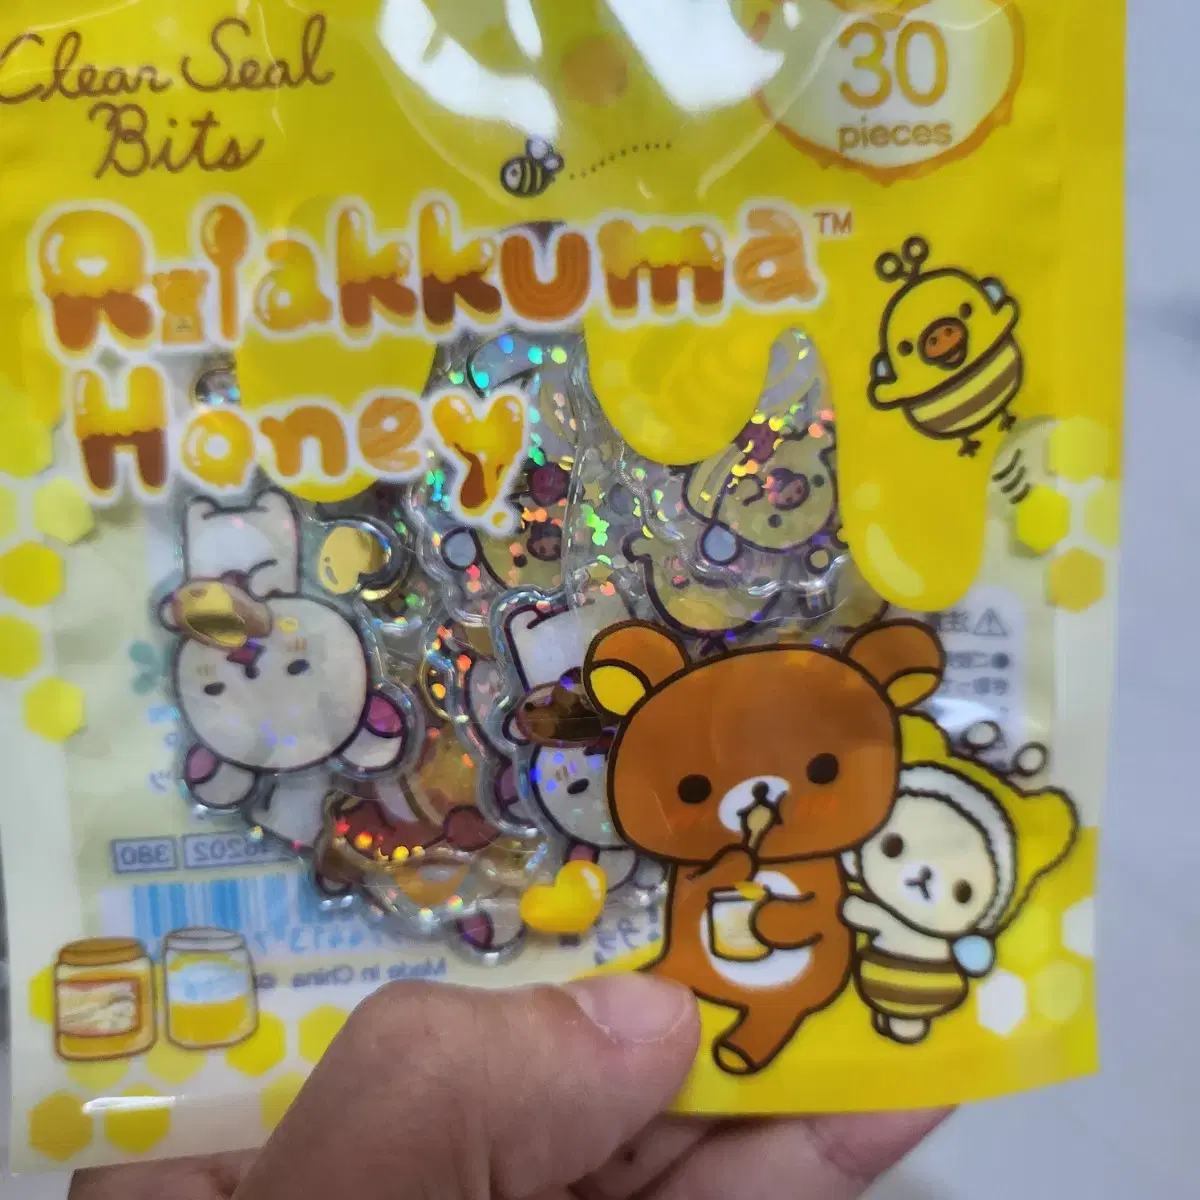 Clear Seal
Bits
30
pieces
Rilakkuma™
Honey
380
Made in China